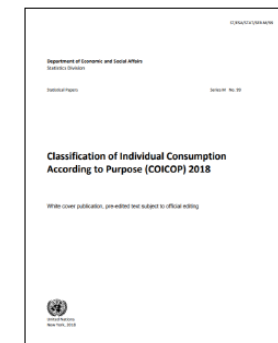 ST/ESA/STAT/SER.M/99
Department of Economic and Social Affairs
Statistics Division
Statistical Papers Series M No. 99
Classification of Individual Consumption
According to Purpose (COICOP) 2018
White cover publication, pre-edited text subject to official editing
United Nations
New York, 2018